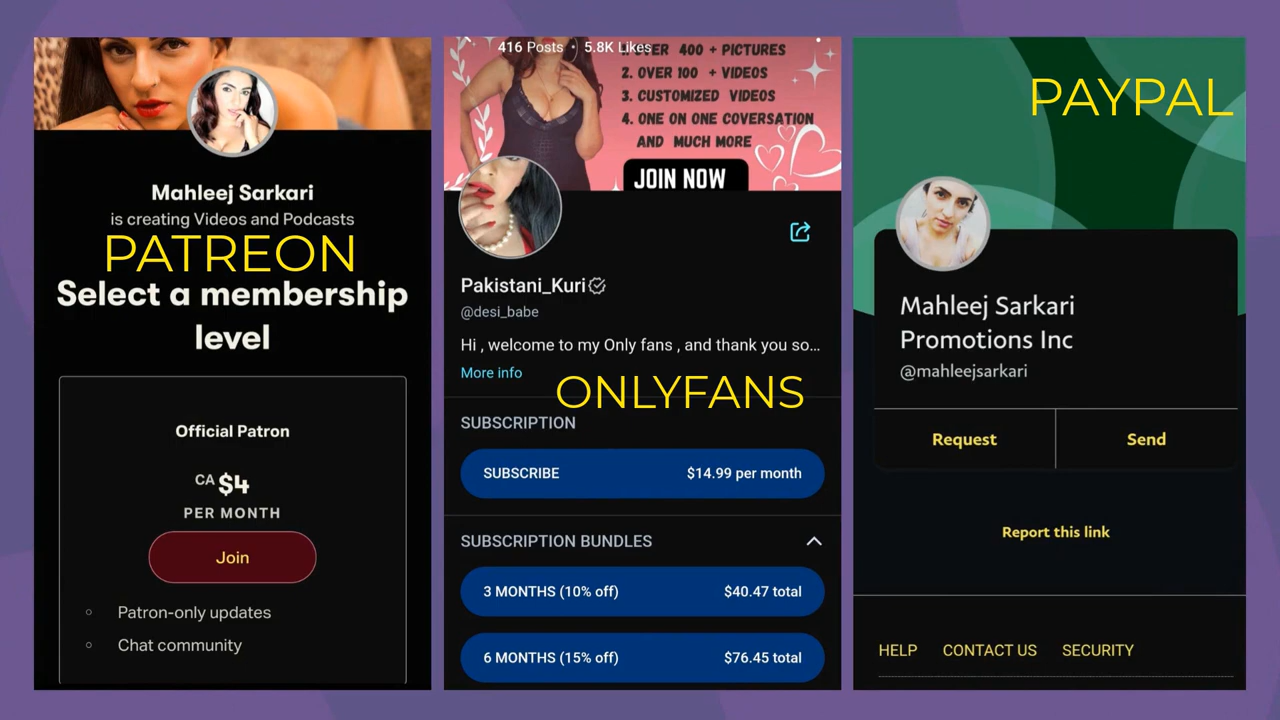 Mahleej Sarkari
is creating Videos and Podcasts
PATREON
Select a membership
level
Official Patron
CA $4
PER MONTH
Join
Patron-only updates
Chat community
416 Posts • 5.8K Likes
1. OVER 400 + PICTURES
2. OVER 100 + VIDEOS
3. CUSTOMIZED VIDEOS
4. ONE ON ONE COVERSATION
AND MUCH MORE
JOIN NOW
Pakistani_Kuri
@desi_babe
Hi , welcome to my Only fans , and thank you so...
More info
ONLYFANS
SUBSCRIPTION
SUBSCRIBE $14.99 per month
SUBSCRIPTION BUNDLES
3 MONTHS (10% off) $40.47 total
6 MONTHS (15% off) $76.45 total
PAYPAL
Mahleej Sarkari
Promotions Inc
@mahleejsarkari
Request Send
Report this link
HELP CONTACT US SECURITY